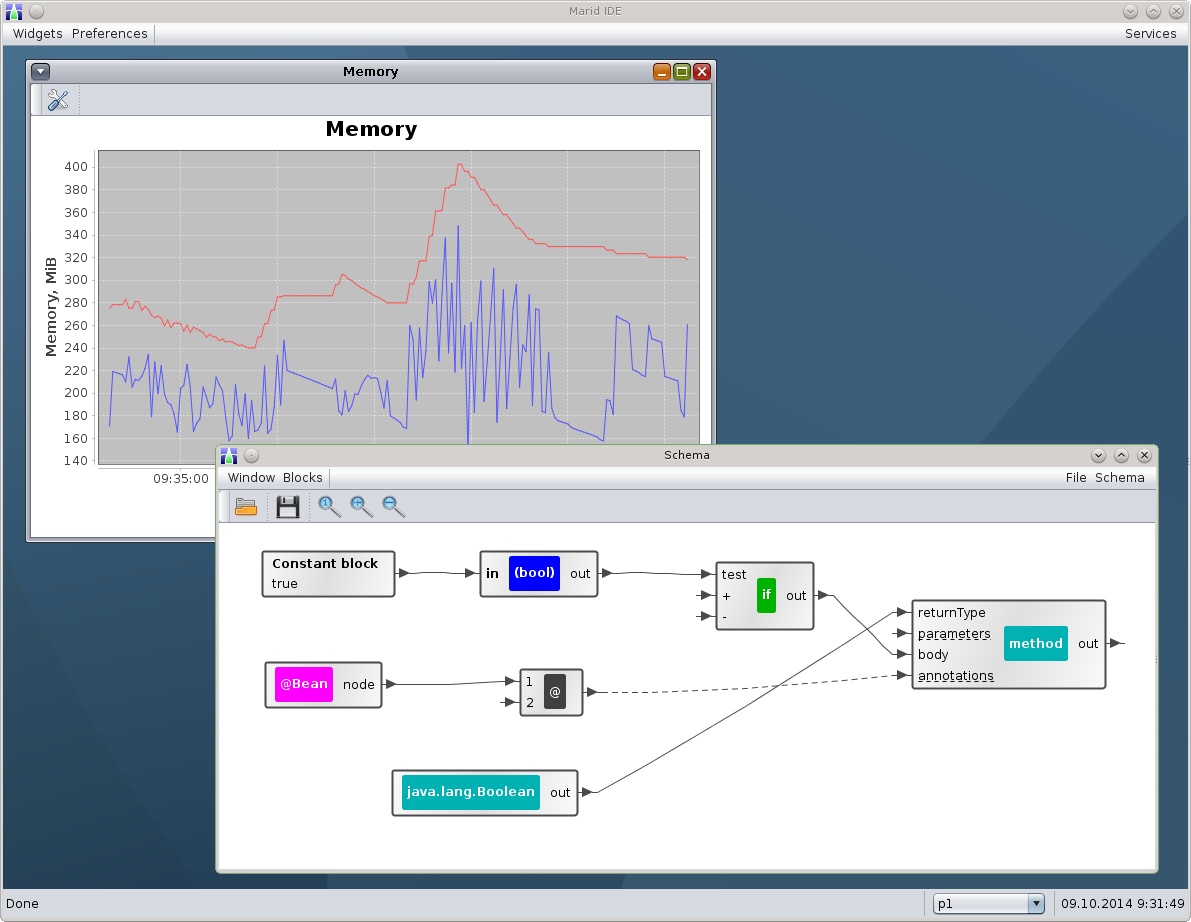 Marid IDE
Widgets Preferences Services
Memory
Memory
Memory, MiB
400
380
360
340
320
300
280
260
240
220
200
180
160
140
09:35:00
Schema
Window Blocks File Schema
Constant block
true
in (bool) out
test
+
-
if
out
returnType
parameters
body
annotations
method
out
@Bean node
1
2
@
java.lang.Boolean out
Done p1 09.10.2014 9:31:49